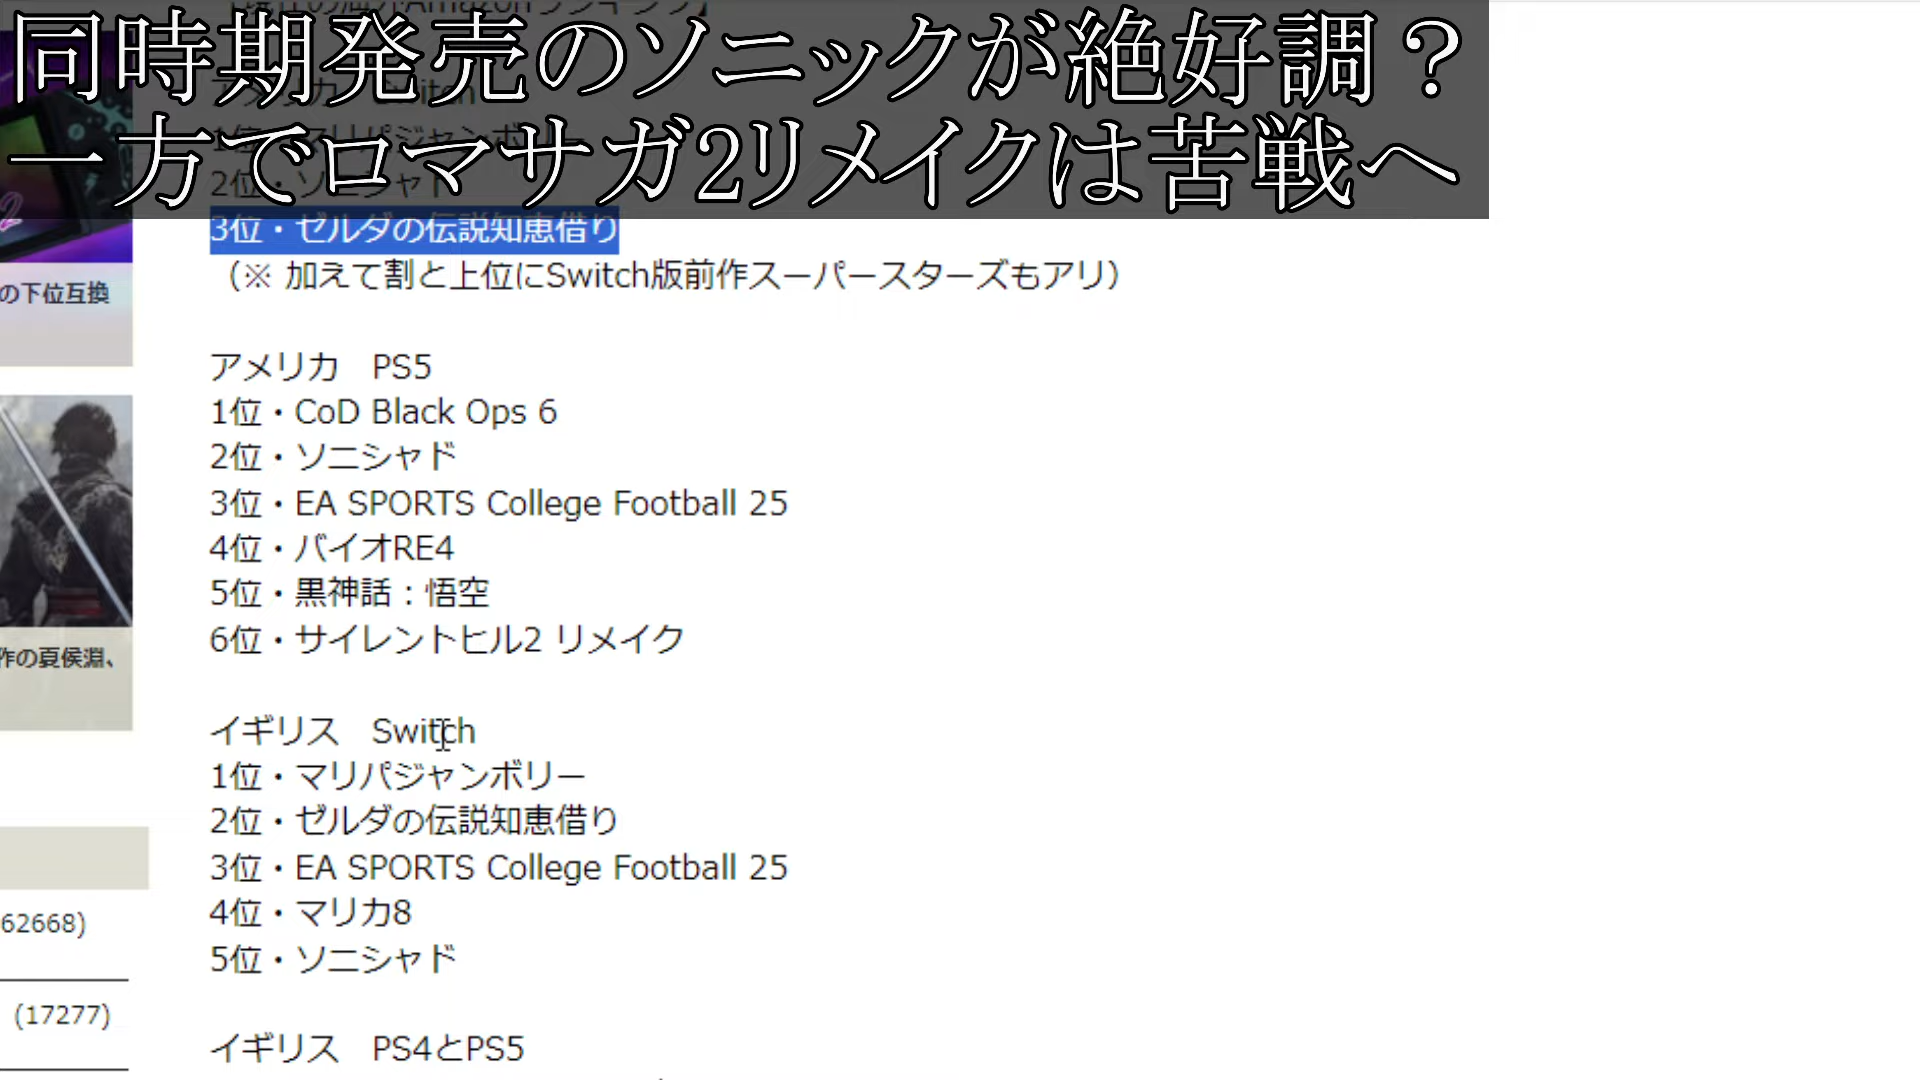 同時期発売のソニックが絶好調？
一方でロマサガ2リメイクは苦戦へ
2位・ソニシャド
3位・ゼルダの伝説知恵借り
（※ 加えて割と上位にSwitch版前作スーパースターズもアリ）
アメリカ PS5
1位・CoD Black Ops 6
2位・ソニシャド
3位・EA SPORTS College Football 25
4位・バイオRE4
5位・黒神話：悟空
6位・サイレントヒル2 リメイク
イギリス Switch
1位・マリパジャンボリー
2位・ゼルダの伝説知恵借り
3位・EA SPORTS College Football 25
4位・マリカ8
5位・ソニシャド
イギリス PS4とPS5
の下位互換
作の夏侯淵、
62668)
(17277)